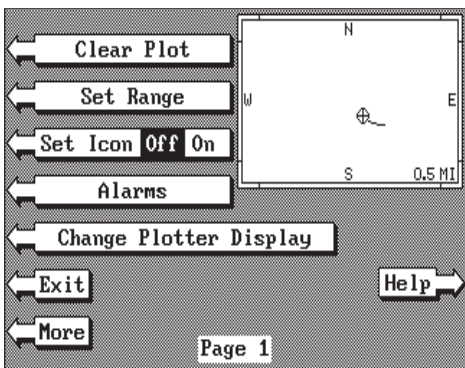 Clear Plot
Set Range
Set Icon Off On
Alarms
Change Plotter Display
Exit
More
Page 1
Help
N
W E
S 0.5 MI